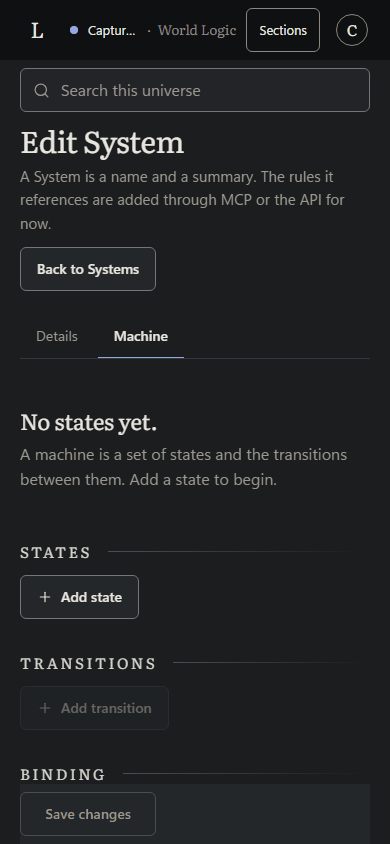 L Captur... · World Logic Sections C
Search this universe
Edit System
A System is a name and a summary. The rules it
references are added through MCP or the API for
now.
Back to Systems
Details Machine
No states yet.
A machine is a set of states and the transitions
between them. Add a state to begin.
STATES
+ Add state
TRANSITIONS
+ Add transition
BINDING
Save changes